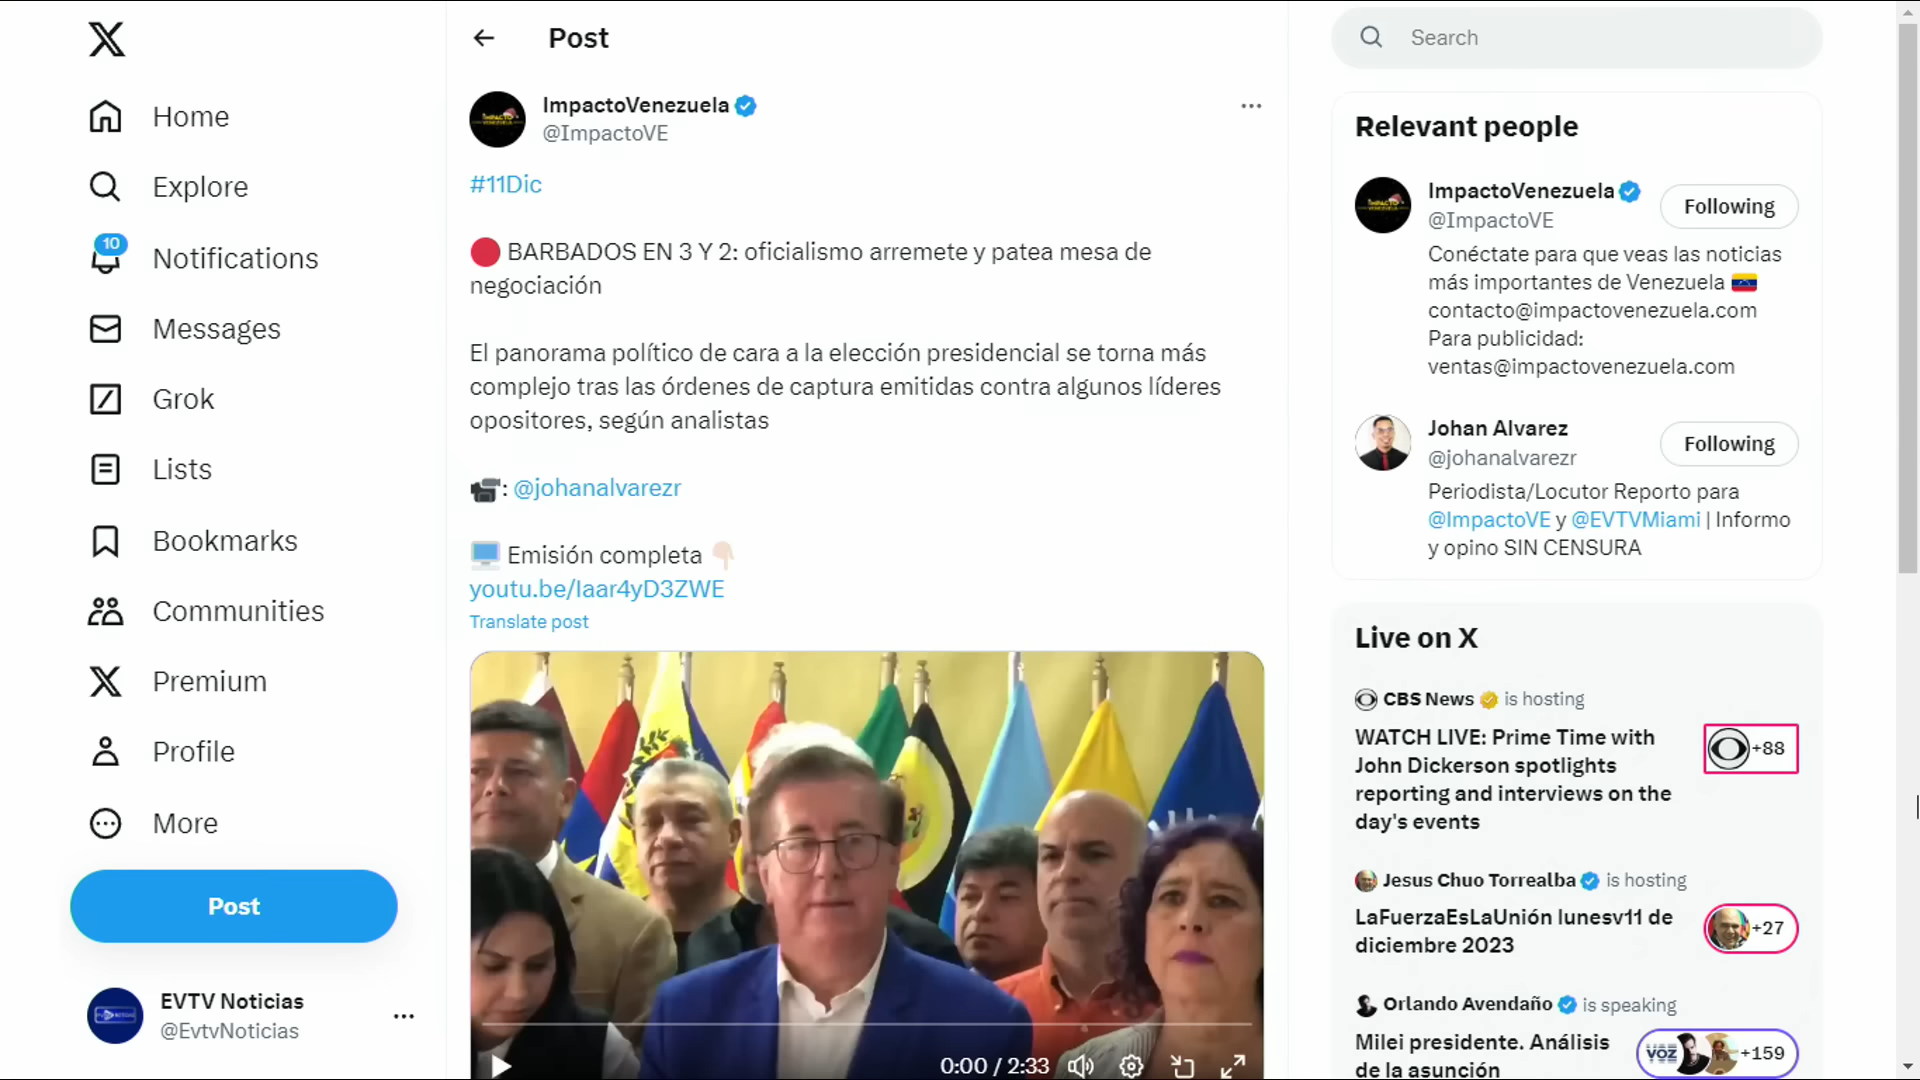 Home
Explore
10
Notifications
Messages
Grok
Lists
Bookmarks
Communities
Premium
Profile
More
Post
EVTV Noticias
@EvtvNoticias
Post
ImpactoVenezuela
@ImpactoVE
#11Dic
BARBADOS EN 3 Y 2: oficialismo arremete y patea mesa de
negociación
El panorama político de cara a la elección presidencial se torna más
complejo tras las órdenes de captura emitidas contra algunos líderes
opositores, según analistas
: @johanalvarezr
Emisión completa
youtu.be/Iaar4yD3ZWE
Translate post
0:00 / 2:33
Search
Relevant people
ImpactoVenezuela
Following
@ImpactoVE
Conéctate para que veas las noticias
más importantes de Venezuela
contacto@impactovenezuela.com
Para publicidad:
ventas@impactovenezuela.com
Johan Alvarez
Following
@johanalvarezr
Periodista/Locutor Reporto para
@ImpactoVE y @EVTVMiami | Informo
y opino SIN CENSURA
Live on X
CBS News is hosting
WATCH LIVE: Prime Time with
John Dickerson spotlights
reporting and interviews on the
day's events
+88
Jesus Chuo Torrealba is hosting
LaFuerzaEsLaUnión lunesv11 de
diciembre 2023
+27
Orlando Avendaño is speaking
Milei presidente. Análisis
de la asunción
VOZ
+159